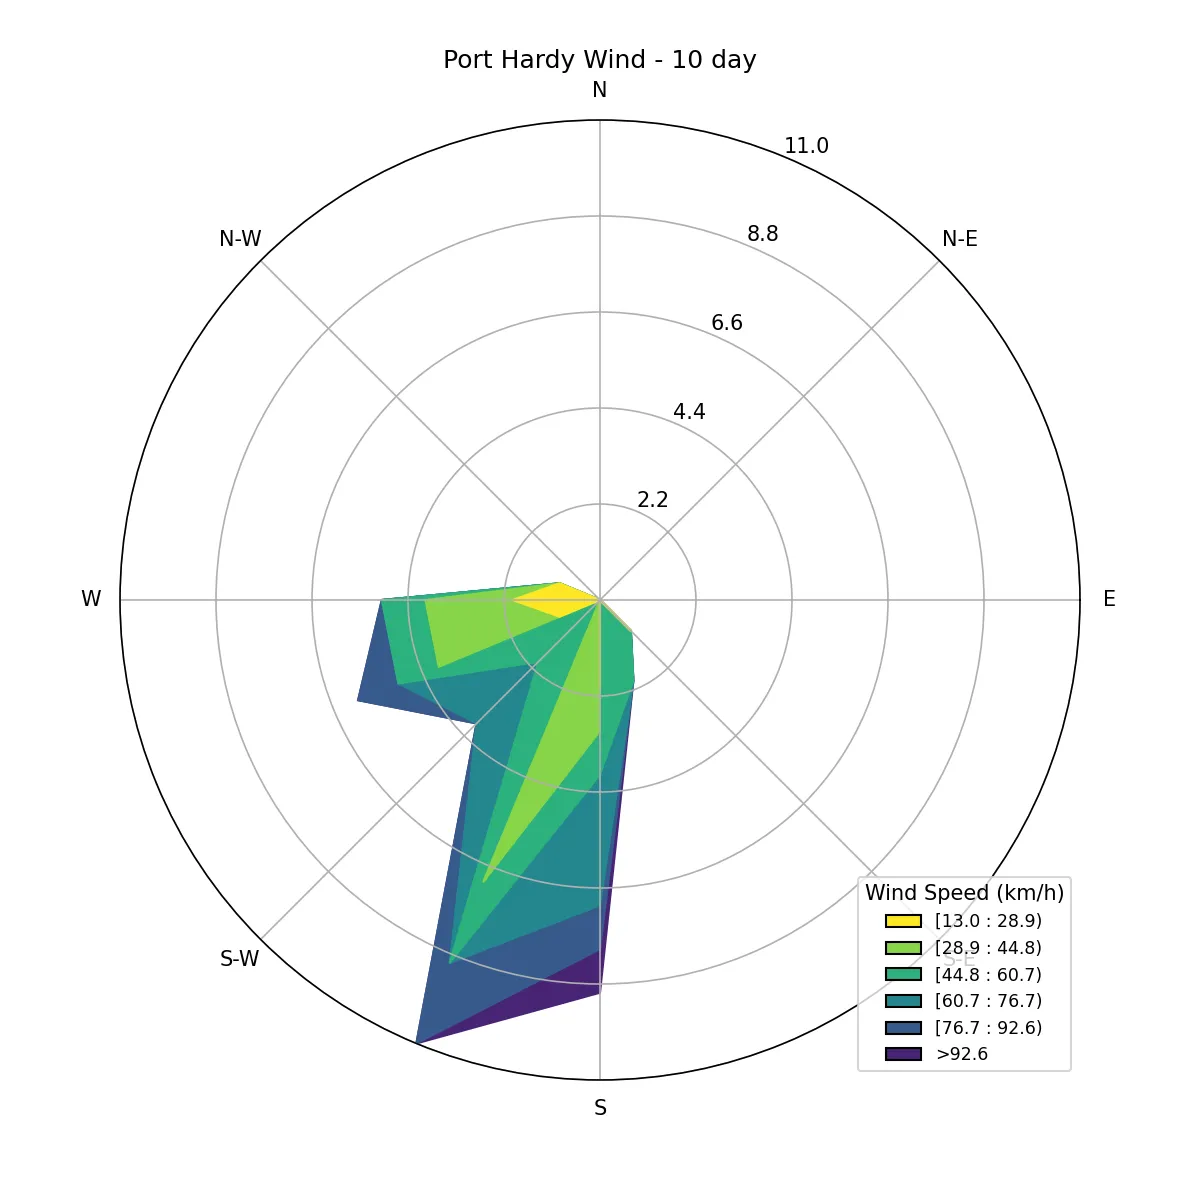 Port Hardy Wind - 10 day
N
11.0
N-W
8.8
N-E
6.6
4.4
2.2
W
E
S-W
S-E
Wind Speed (km/h)
[13.0 : 28.9)
[28.9 : 44.8)
[44.8 : 60.7)
[60.7 : 76.7)
[76.7 : 92.6)
>92.6
S